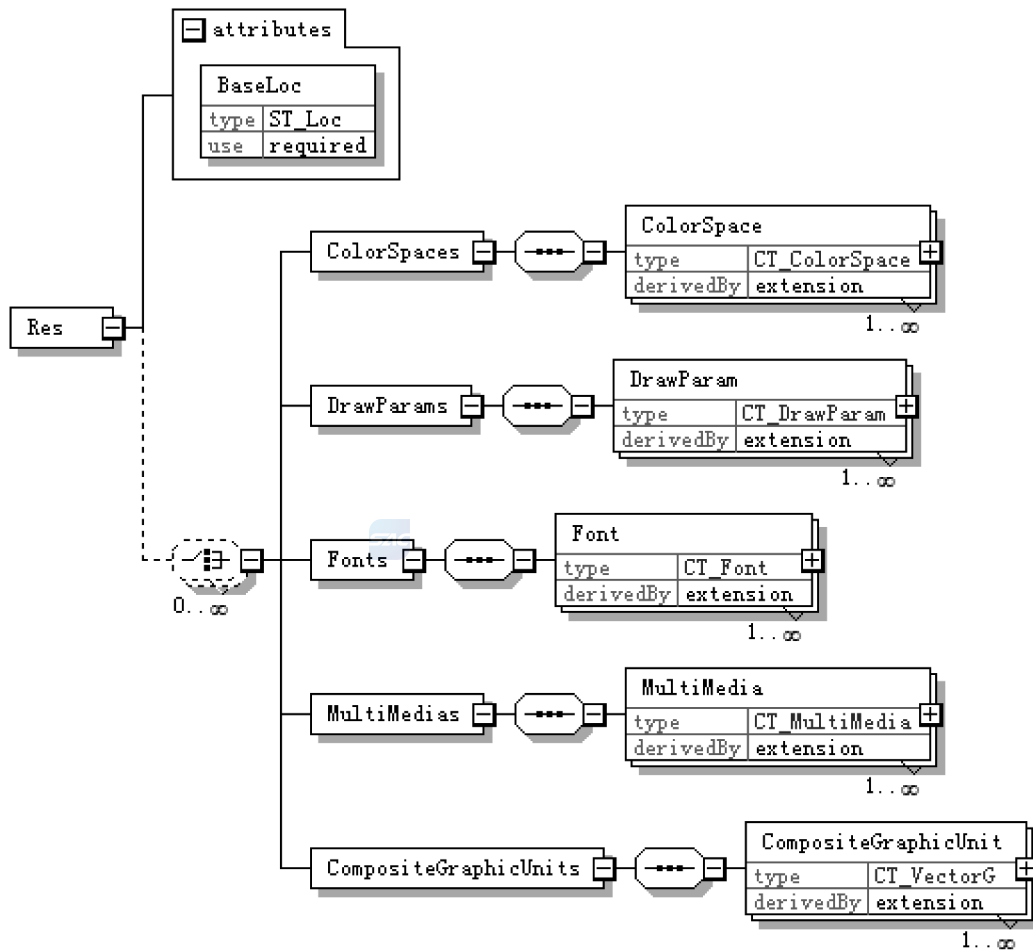 attributes
BaseLoc
type ST_Loc
use required
ColorSpaces
ColorSpace
type CT_ColorSpace
derivedBy extension
1..∞
Res
DrawParams
DrawParam
type CT_DrawParam
derivedBy extension
1..∞
0..∞
Fonts
Font
type CT_Font
derivedBy extension
1..∞
MultiMedias
MultiMedia
type CT_MultiMedia
derivedBy extension
1..∞
CompositeGraphicUnits
CompositeGraphicUnit
type CT_VectorG
derivedBy extension
1..∞